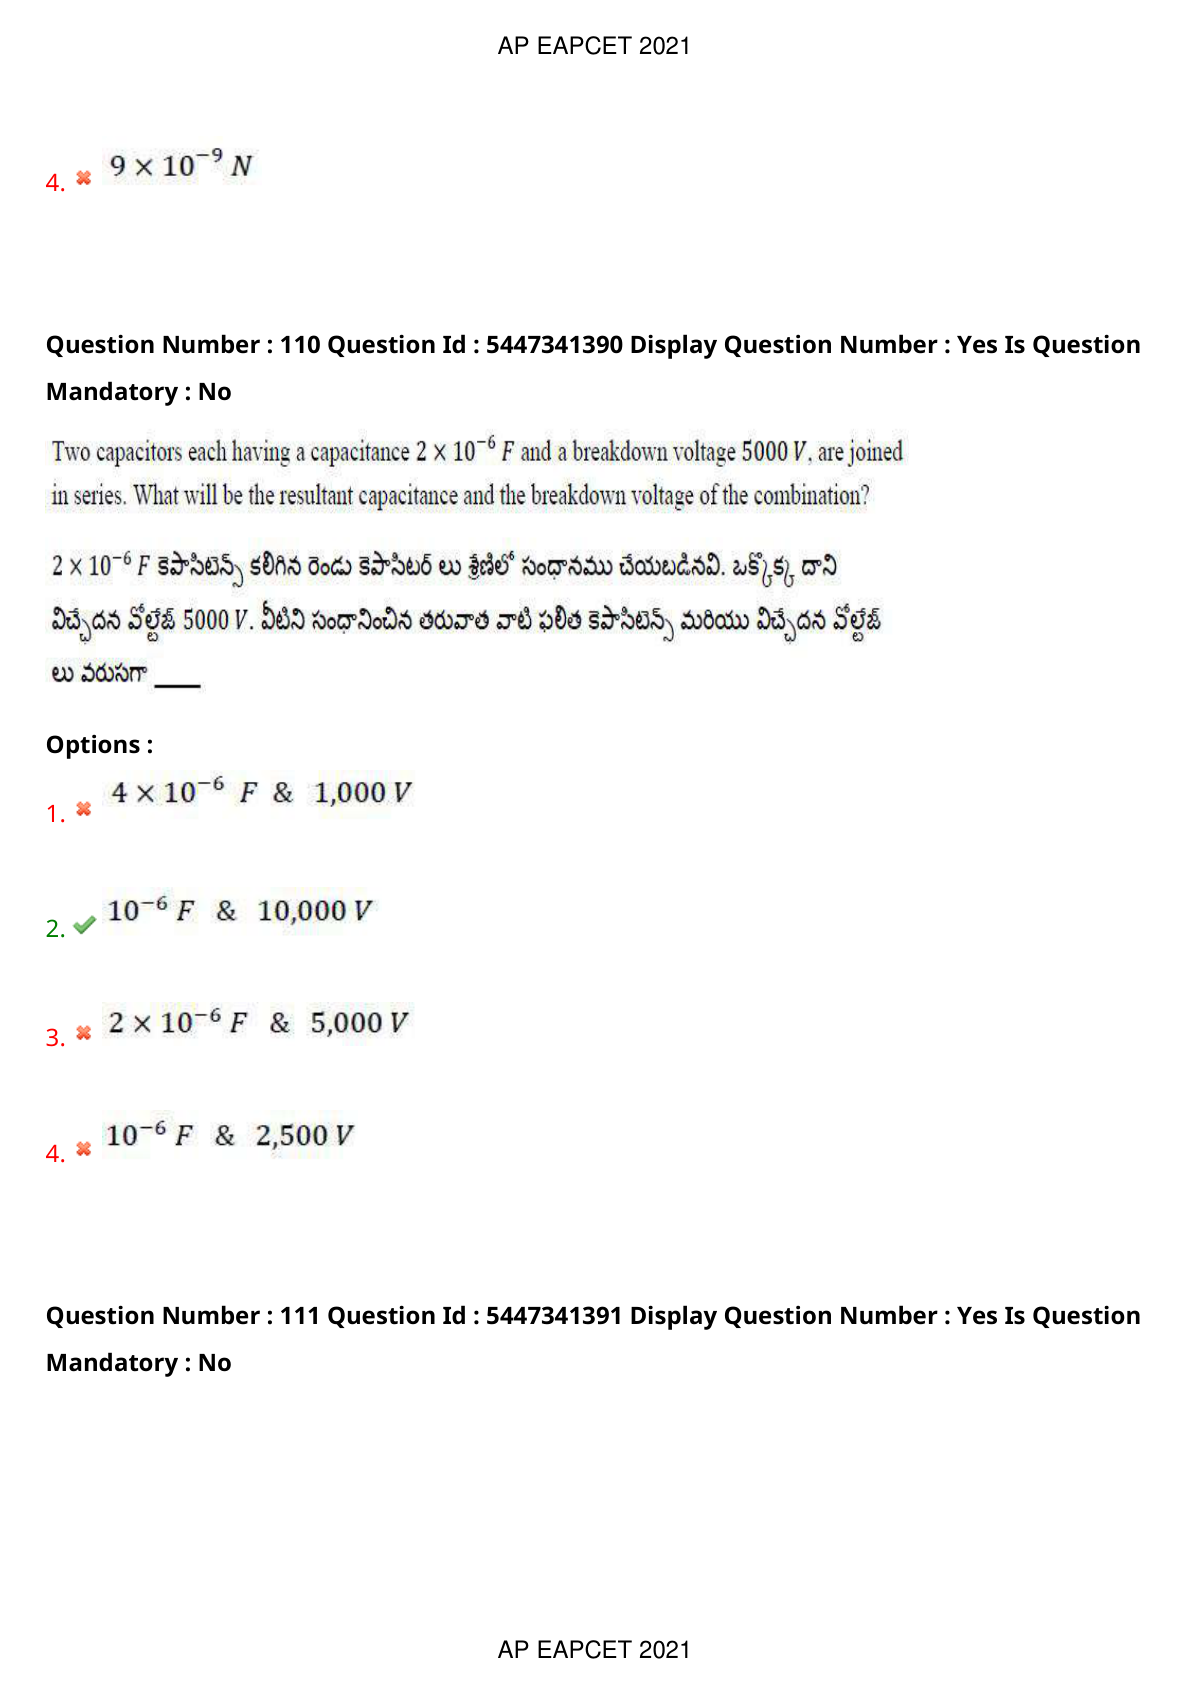 AP EAPCET 2021
4. 9 × 10⁻⁹ N
Question Number : 110 Question Id : 5447341390 Display Question Number : Yes Is Question
Mandatory : No
Two capacitors each having a capacitance 2 × 10⁻⁶ F and a breakdown voltage 5000 V, are joined
in series. What will be the resultant capacitance and the breakdown voltage of the combination?
2 × 10⁻⁶ F కెపాసిటెన్స్ కలిగిన రెండు కెపాసిటర్ లు శ్రేణిలో సంధానము చేయబడినవి. ఒక్కొక్క దాని
విచ్ఛేదన వోల్టేజ్ 5000 V. వీటిని సంధానించిన తరువాత వాటి ఫలిత కెపాసిటెన్స్ మరియు విచ్ఛేదన వోల్టేజ్
లు వరుసగా ____
Options :
1. 4 × 10⁻⁶ F & 1,000 V
2. 10⁻⁶ F & 10,000 V
3. 2 × 10⁻⁶ F & 5,000 V
4. 10⁻⁶ F & 2,500 V
Question Number : 111 Question Id : 5447341391 Display Question Number : Yes Is Question
Mandatory : No
AP EAPCET 2021